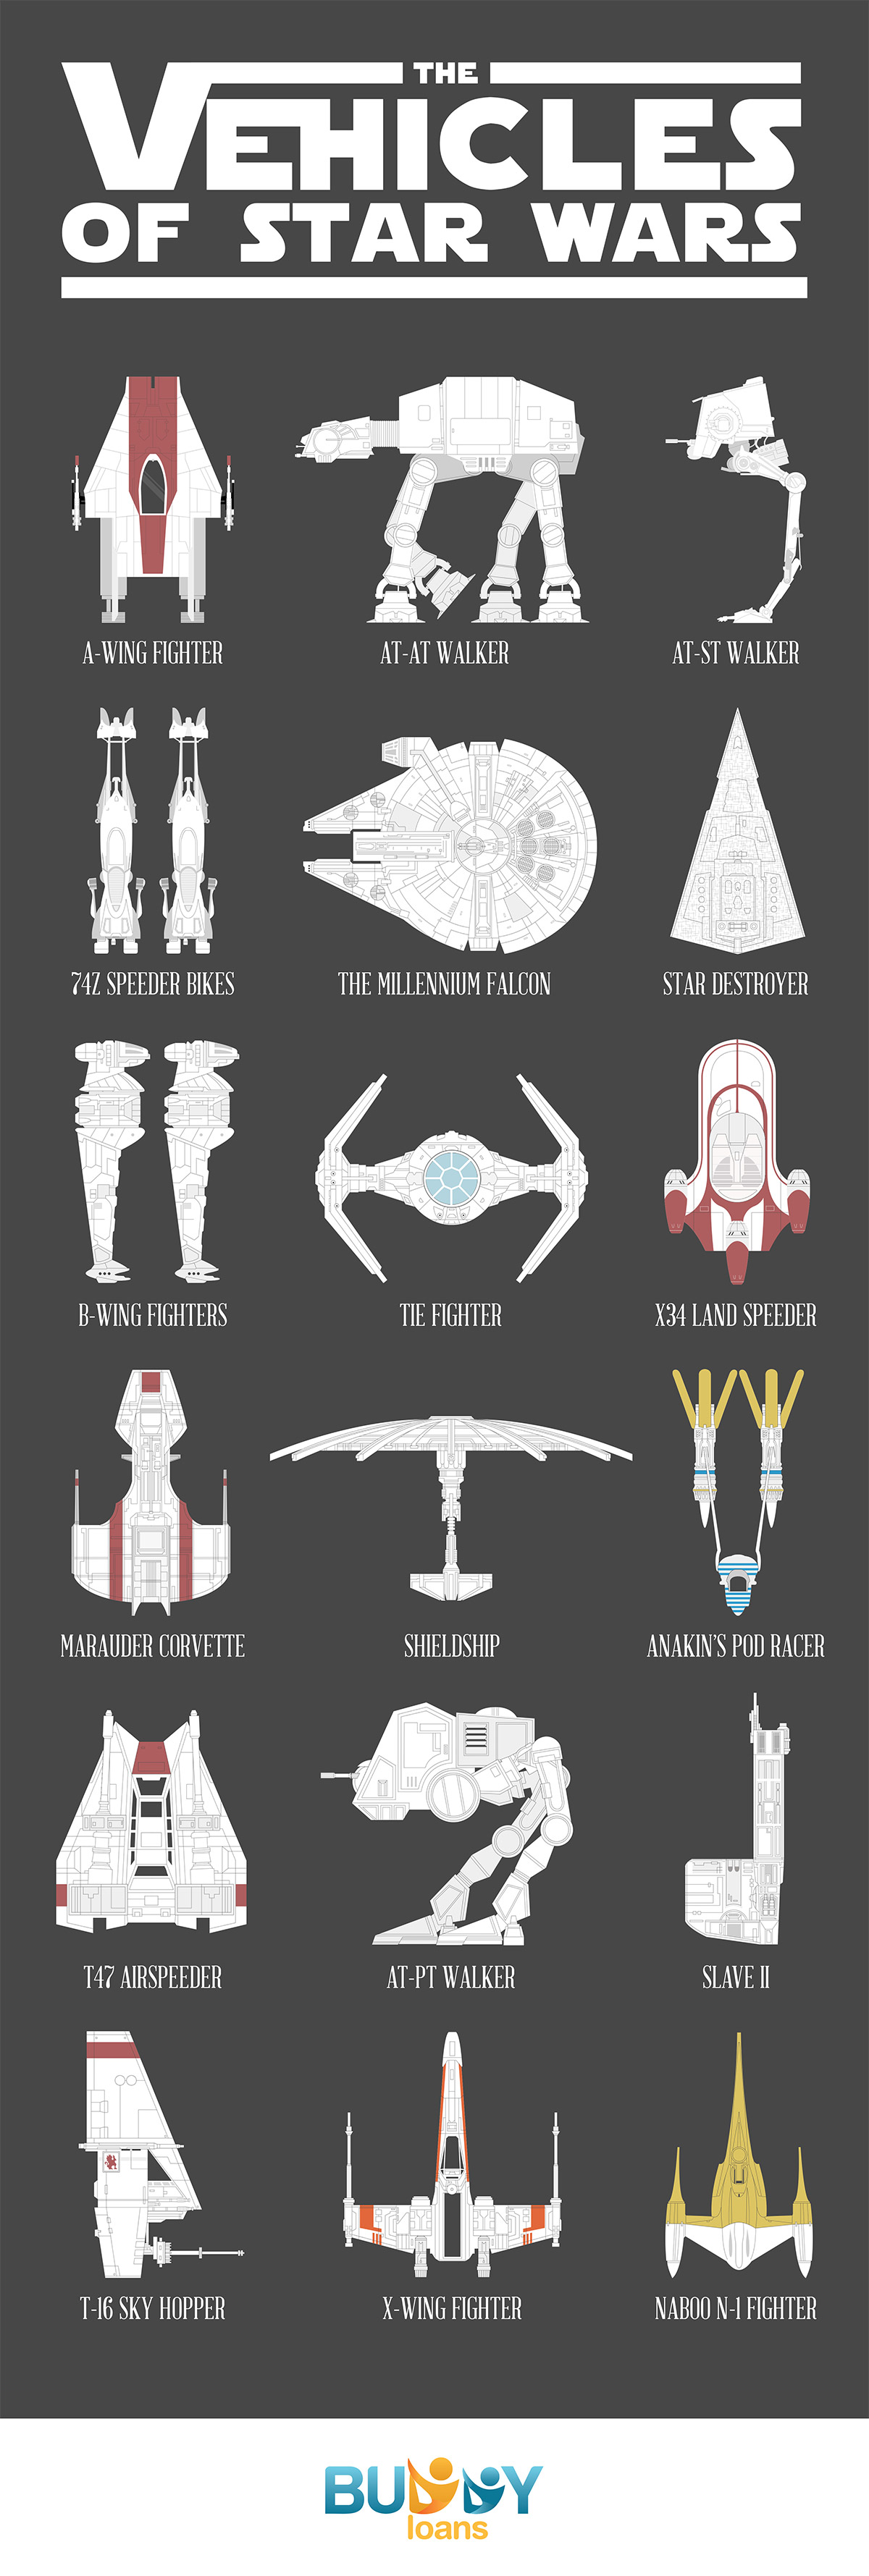 THE
VEHICLES
OF STAR WARS
A-WING FIGHTER
AT-AT WALKER
AT-ST WALKER
74Z SPEEDER BIKES
THE MILLENNIUM FALCON
STAR DESTROYER
B-WING FIGHTERS
TIE FIGHTER
X34 LAND SPEEDER
MARAUDER CORVETTE
SHIELDSHIP
ANAKIN'S POD RACER
T47 AIRSPEEDER
AT-PT WALKER
SLAVE II
T-16 SKY HOPPER
X-WING FIGHTER
NABOO N-1 FIGHTER
BUDDY
loans